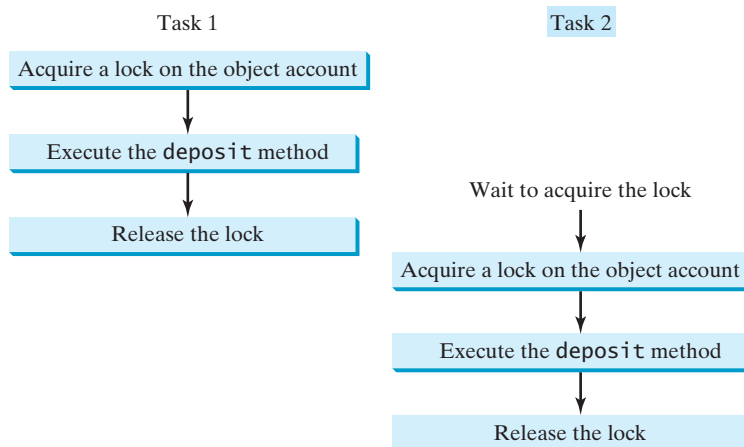 Task 1
Task 2
Acquire a lock on the object account
Execute the deposit method
Release the lock
Wait to acquire the lock
Acquire a lock on the object account
Execute the deposit method
Release the lock